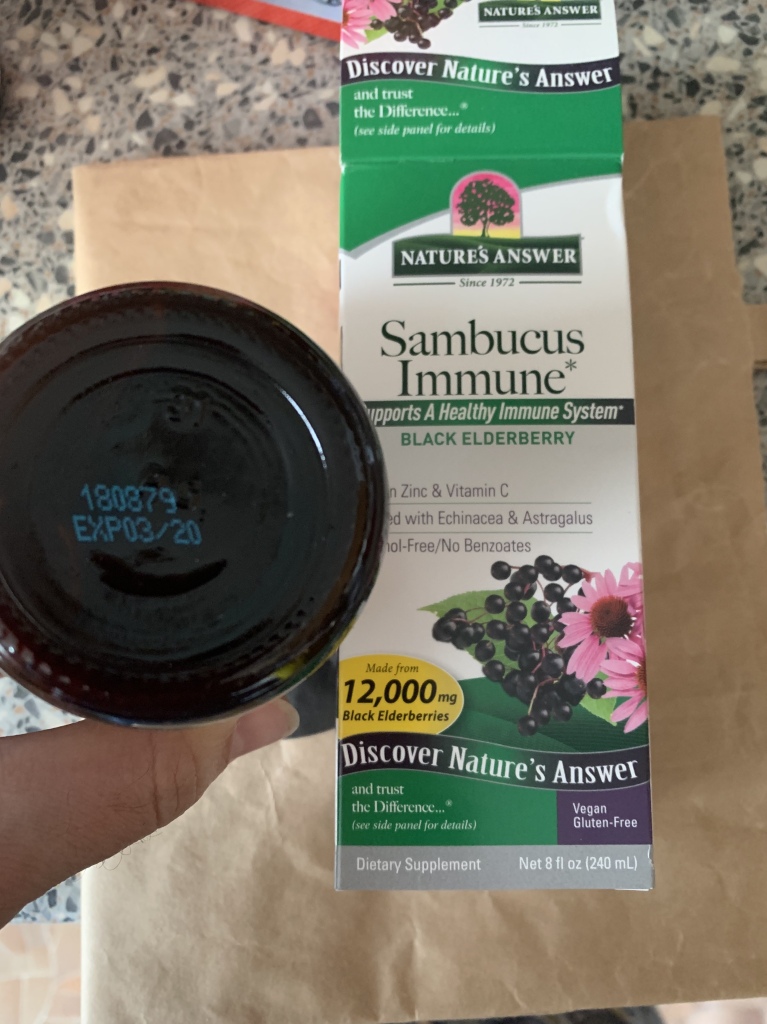 NATURE'S ANSWER
Since 1972
Discover Nature's Answer
and trust
the Difference...®
(see side panel for details)
NATURE'S ANSWER
Since 1972
Sambucus
Immune*
Supports A Healthy Immune System*
BLACK ELDERBERRY
Zinc & Vitamin C
with Echinacea & Astragalus
Free/No Benzoates
180879
EXP03/20
Made from
12,000mg
Black Elderberries
Discover Nature's Answer
and trust
the Difference...®
(see side panel for details)
Vegan
Gluten-Free
Dietary Supplement
Net 8 fl oz (240 mL)